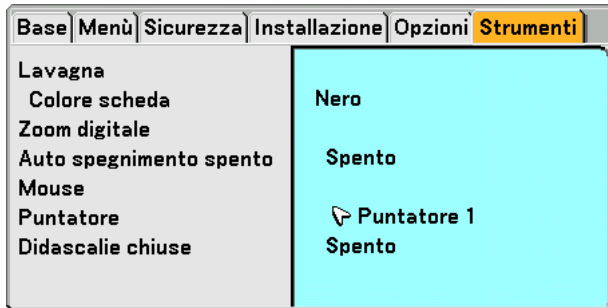 Base Menù Sicurezza Installazione Opzioni Strumenti
Lavagna
Colore scheda Nero
Zoom digitale
Auto spegnimento spento Spento
Mouse
Puntatore Puntatore 1
Didascalie chiuse Spento